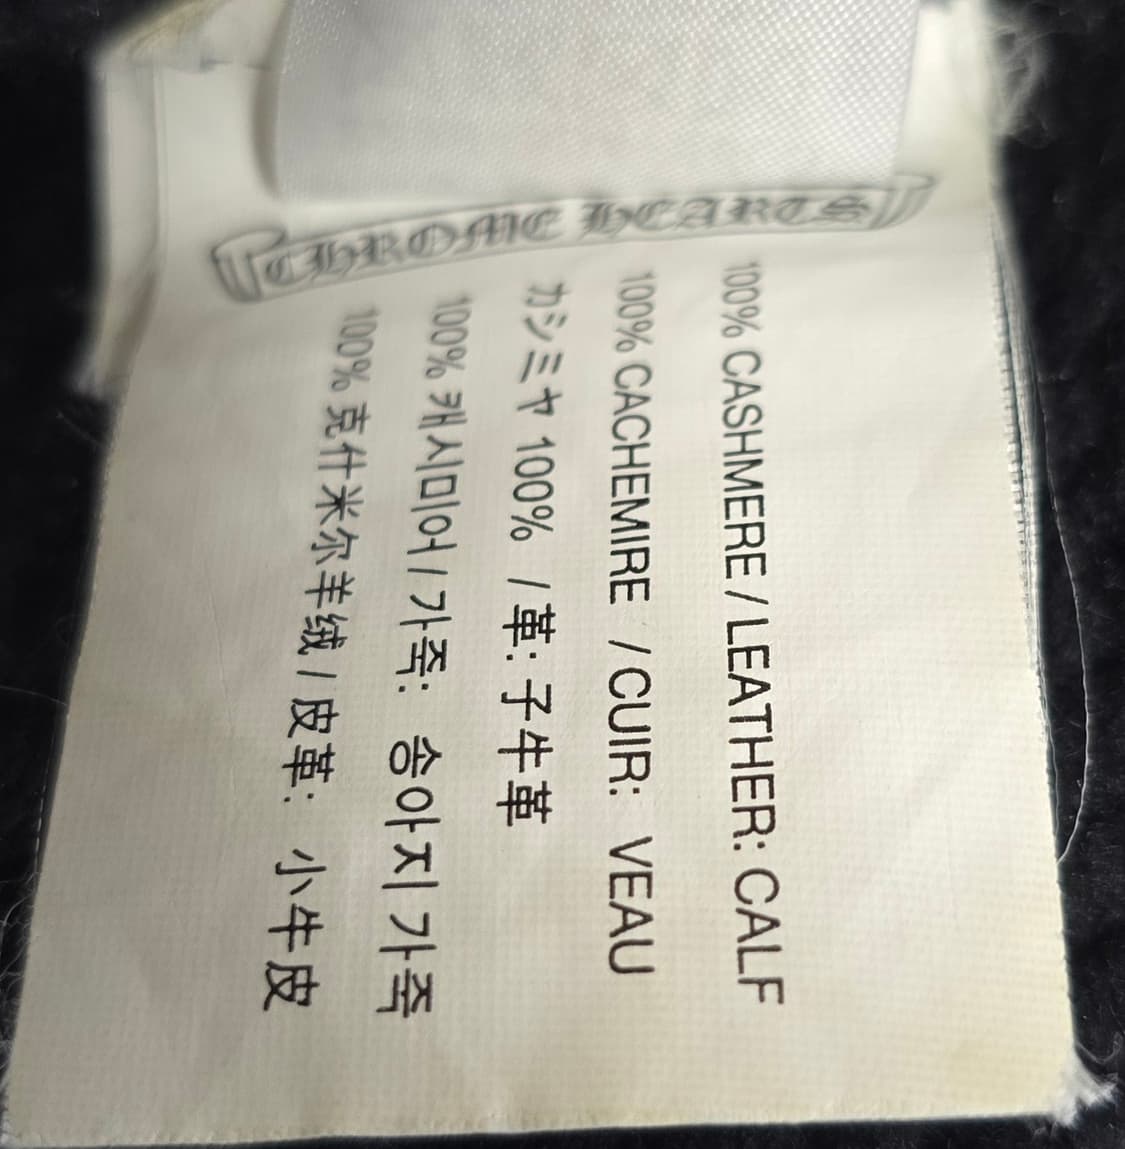 CHROME HEARTS
100% CASHMERE / LEATHER: CALF
100% CACHEMIRE / CUIR: VEAU
カシミヤ 100% / 革: 子牛革
100% 캐시미어 / 가죽: 송아지 가죽
100% 克什米尔羊绒 / 皮革: 小牛皮